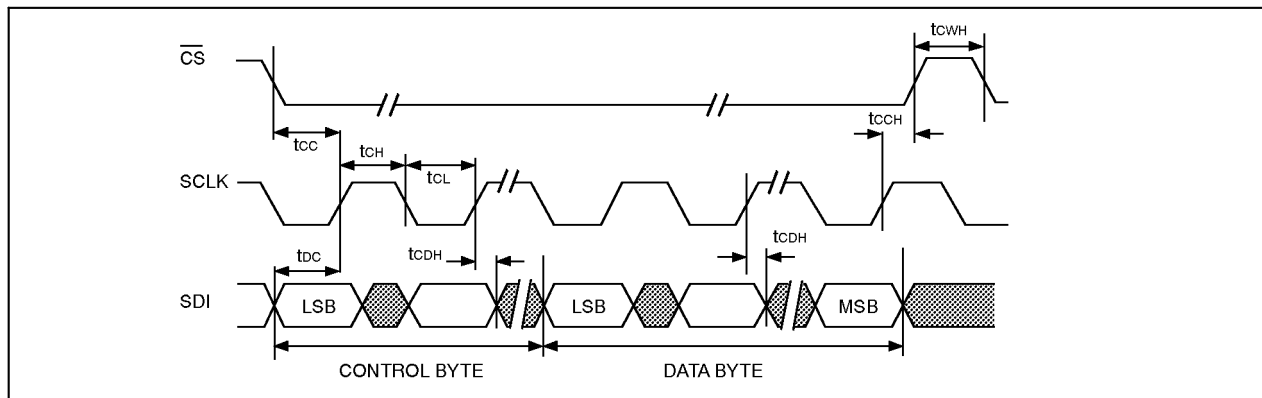 tCWH
CS
tCCH
tCC
tCH
tCL
SCLK
tCDH
tCDH
tDC
SDI
LSB
LSB
MSB
CONTROL BYTE
DATA BYTE